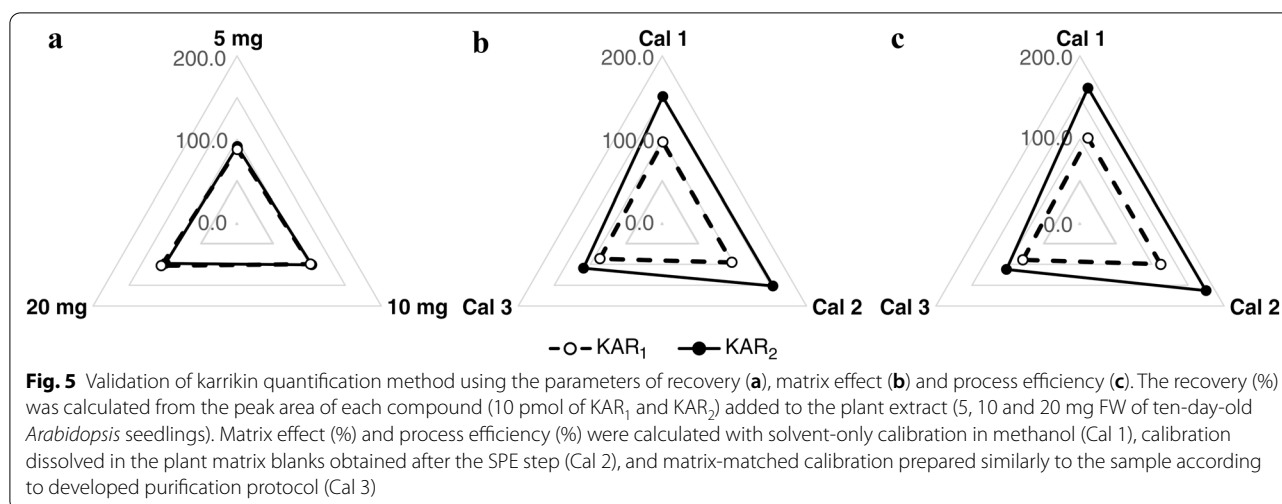 a
b
c
5 mg
Cal 1
Cal 1
200.0
200.0
200.0
100.0
100.0
100.0
0.0
0.0
0.0
20 mg
10 mg
Cal 3
Cal 2
Cal 3
Cal 2
KAR₁ KAR₂
Fig. 5 Validation of karrikin quantification method using the parameters of recovery (a), matrix effect (b) and process efficiency (c). The recovery (%)
was calculated from the peak area of each compound (10 pmol of KAR₁ and KAR₂) added to the plant extract (5, 10 and 20 mg FW of ten-day-old
Arabidopsis seedlings). Matrix effect (%) and process efficiency (%) were calculated with solvent-only calibration in methanol (Cal 1), calibration
dissolved in the plant matrix blanks obtained after the SPE step (Cal 2), and matrix-matched calibration prepared similarly to the sample according
to developed purification protocol (Cal 3)